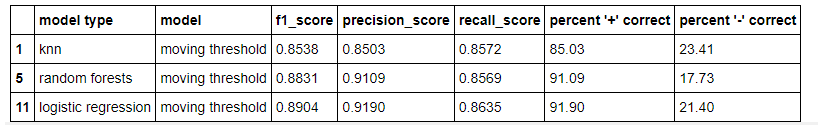 model type model f1_score precision_score recall_score percent '+' correct percent '-' correct
1 knn moving threshold 0.8538 0.8503 0.8572 85.03 23.41
5 random forests moving threshold 0.8831 0.9109 0.8569 91.09 17.73
11 logistic regression moving threshold 0.8904 0.9190 0.8635 91.90 21.40